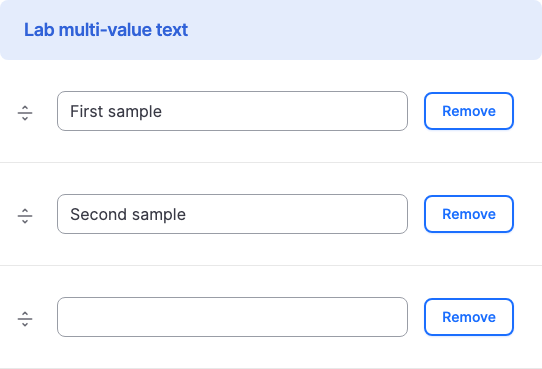 Lab multi-value text
First sample
Remove
Second sample
Remove
Remove